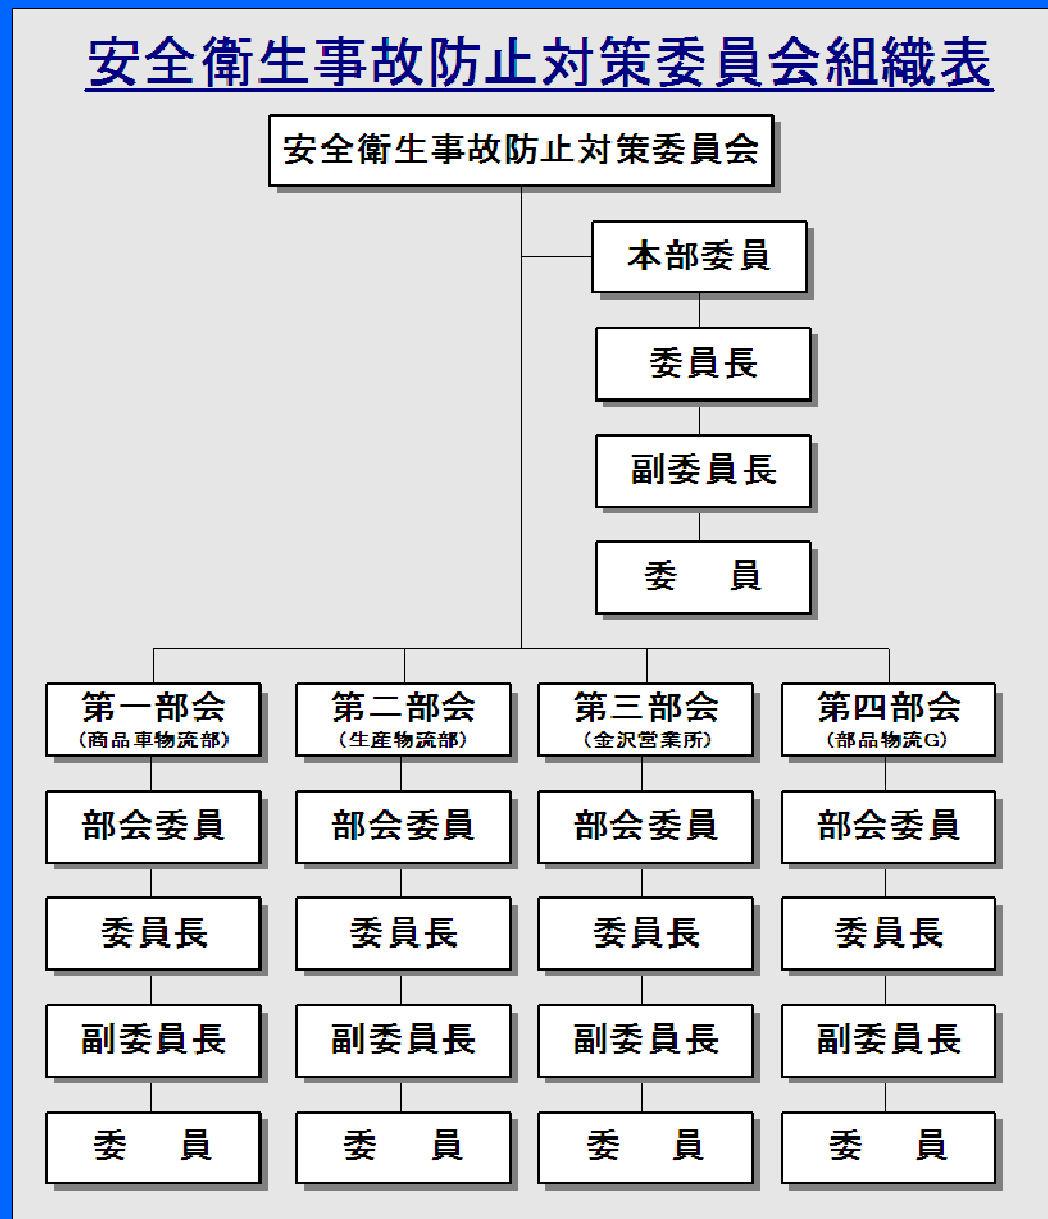 安全衛生事故防止対策委員会組織表
安全衛生事故防止対策委員会
本部委員
委員長
副委員長
委　員
第一部会
(商品車物流部)
部会委員
委員長
副委員長
委　員
第二部会
(生産物流部)
部会委員
委員長
副委員長
委　員
第三部会
(金沢営業所)
部会委員
委員長
副委員長
委　員
第四部会
(部品物流G)
部会委員
委員長
副委員長
委　員